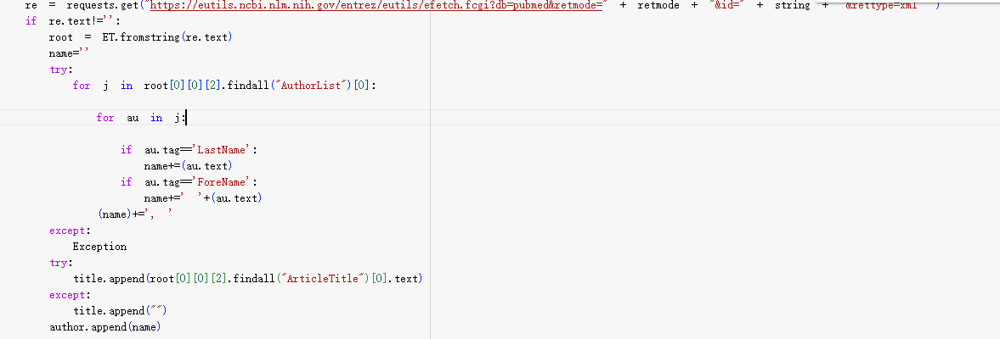 re = requests.get("https://eutils.ncbi.nlm.nih.gov/entrez/eutils/efetch.fcgi?db=pubmed&retmode=" + retmode + "&id=" + string + "&rettype=xml" )
if re.text!='':
root = ET.fromstring(re.text)
name=''
try:
for j in root[0][0][2].findall("AuthorList")[0]:
for au in j:
if au.tag=='LastName':
name+=(au.text)
if au.tag=='ForeName':
name+=' '+(au.text)
(name)+=', '
except:
Exception
try:
title.append(root[0][0][2].findall("ArticleTitle")[0].text)
except:
title.append("")
author.append(name)